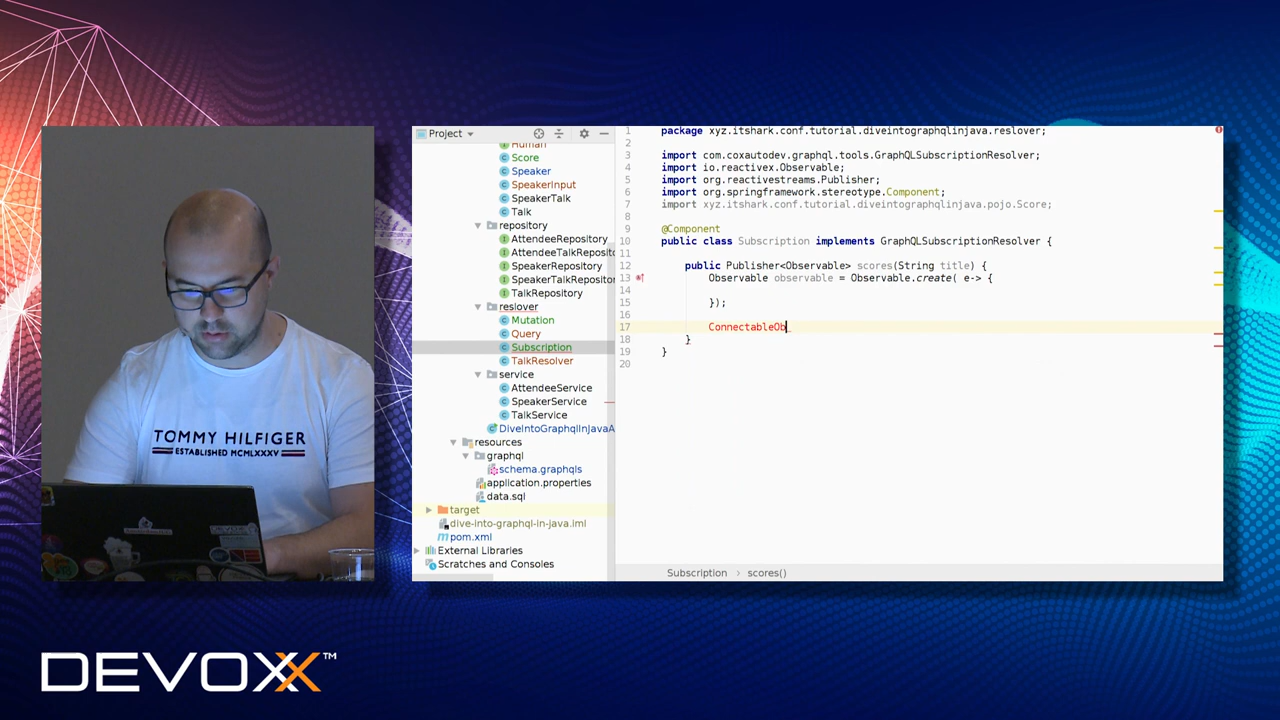 TOMMY HILFIGER
ESTABLISHED MCMLXXXV
DEVOXX™
Project
Human
Score
Speaker
SpeakerInput
SpeakerTalk
Talk
repository
AttendeeRepository
AttendeeTalkReposito
SpeakerRepository
SpeakerTalkReposito
TalkRepository
reslover
Mutation
Query
Subscription
TalkResolver
service
AttendeeService
SpeakerService
TalkService
DiveIntoGraphqlInJavaA
resources
graphql
schema.graphqls
application.properties
data.sql
target
dive-into-graphql-in-java.iml
pom.xml
External Libraries
Scratches and Consoles
1 package xyz.itshark.conf.tutorial.diveintographqlinjava.reslover;
2
3 import com.coxautodev.graphql.tools.GraphQLSubscriptionResolver;
4 import io.reactivex.Observable;
5 import org.reactivestreams.Publisher;
6 import org.springframework.stereotype.Component;
7 import xyz.itshark.conf.tutorial.diveintographqlinjava.pojo.Score;
8
9 @Component
10 public class Subscription implements GraphQLSubscriptionResolver {
11
12 public Publisher<Observable> scores(String title) {
13 Observable observable = Observable.create( e-> {
14
15 });
16
17 ConnectableOb
18 }
19 }
20
Subscription › scores()